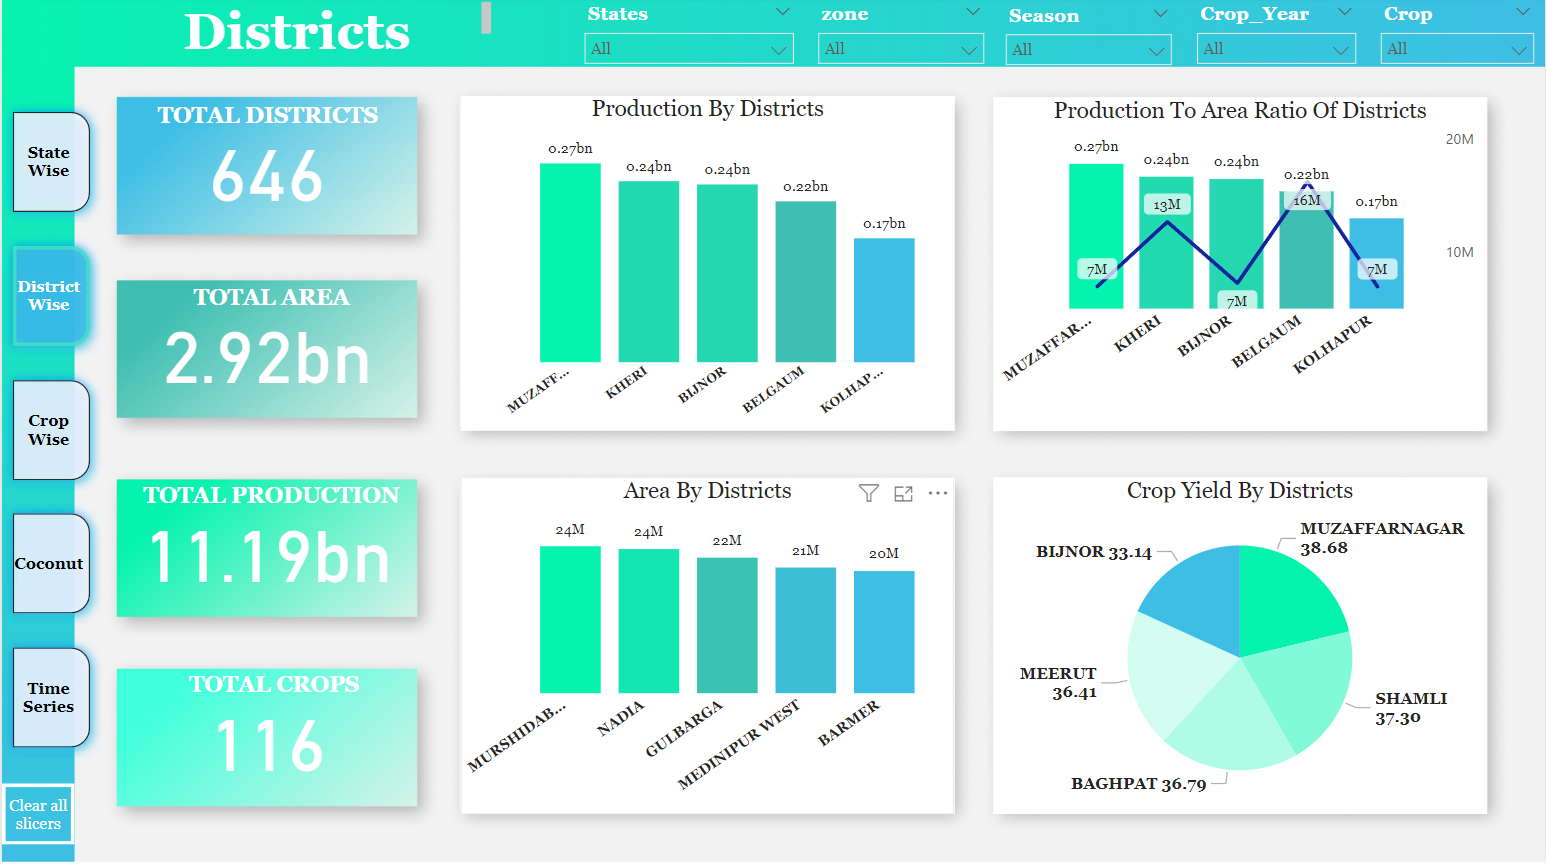 Districts
States
zone
Season
Crop_Year
Crop
All
All
All
All
All
State
Wise
District
Wise
Crop
Wise
Coconut
Time
Series
Clear all
slicers
TOTAL DISTRICTS
646
TOTAL AREA
2.92bn
TOTAL PRODUCTION
11.19bn
TOTAL CROPS
116
Production By Districts
0.27bn
0.24bn
0.24bn
0.22bn
0.17bn
MUZAFF...
KHERI
BIJNOR
BELGAUM
KOLHAP...
Production To Area Ratio Of Districts
20M
10M
0.27bn
0.24bn
0.24bn
0.22bn
0.17bn
7M
13M
7M
16M
7M
MUZAFFAR...
KHERI
BIJNOR
BELGAUM
KOLHAPUR
Area By Districts
24M
24M
22M
21M
20M
MURSHIDAB...
NADIA
GULBARGA
MEDINIPUR WEST
BARMER
Crop Yield By Districts
MUZAFFARNAGAR
38.68
BIJNOR 33.14
MEERUT
36.41
SHAMLI
37.30
BAGHPAT 36.79